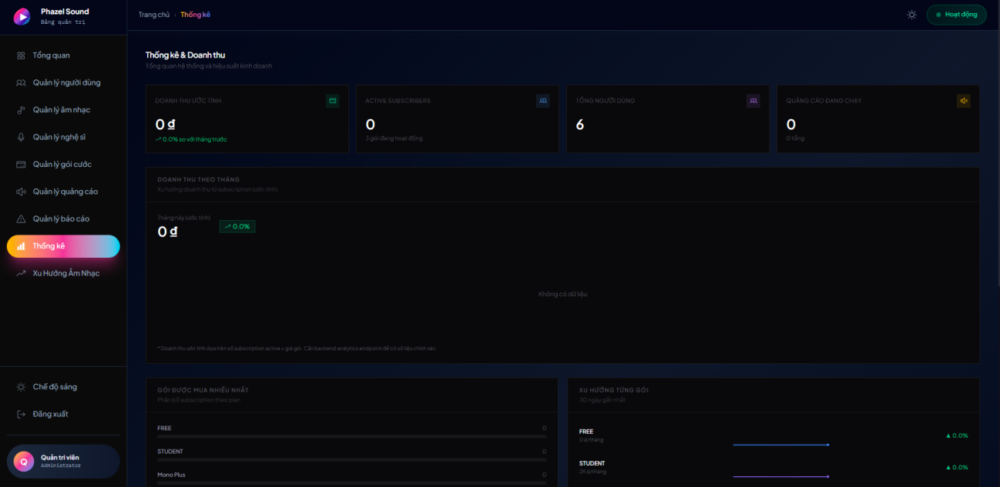 Phazel Sound
Bảng quản trị
Trang chủ › Thống kê
Hoạt động
Tổng quan
Quản lý người dùng
Quản lý âm nhạc
Quản lý nghệ sĩ
Quản lý gói cước
Quản lý quảng cáo
Quản lý báo cáo
Thống kê
Xu Hướng Âm Nhạc
Chế độ sáng
Đăng xuất
Q
Quản trị viên
Administrator
Thống kê & Doanh thu
Tổng quan hệ thống và hiệu suất kinh doanh
DOANH THU ƯỚC TÍNH
0 ₫
0.0% so với tháng trước
ACTIVE SUBSCRIBERS
0
3 gói đang hoạt động
TỔNG NGƯỜI DÙNG
6
QUẢNG CÁO ĐANG CHẠY
0
0 tổng
DOANH THU THEO THÁNG
Xu hướng doanh thu từ subscription (ước tính)
Tháng này (ước tính)
0 ₫
0.0%
Không có dữ liệu
* Doanh thu ước tính dựa trên số subscription active × giá gói. Cần backend analytics endpoint để có số liệu chính xác.
GÓI ĐƯỢC MUA NHIỀU NHẤT
Phân bố subscription theo plan
FREE 0
STUDENT 0
Mono Plus 0
XU HƯỚNG TỪNG GÓI
30 ngày gần nhất
FREE
0 đ/tháng
▲ 0.0%
STUDENT
2K đ/tháng
▲ 0.0%